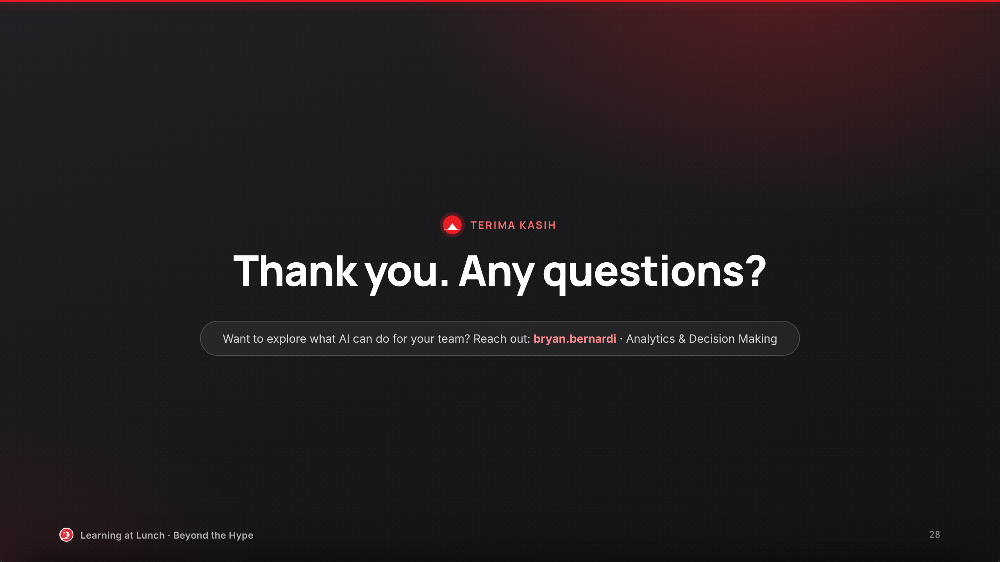 TERIMA KASIH
Thank you. Any questions?
Want to explore what AI can do for your team? Reach out: bryan.bernardi · Analytics & Decision Making
Learning at Lunch · Beyond the Hype
28